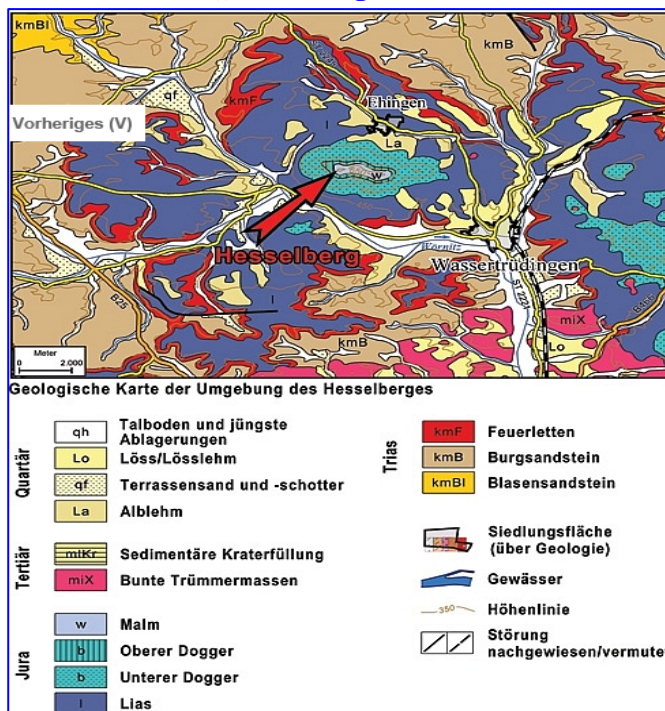 kmBl
kmB
qf
kmF
Vorheriges (V)
Ehingen
l
La
w
Hesselberg
Wörnitz
Wassertrüdingen
B25
St 2221
l
miX
Lo
kmB
Meter
0 2.000
Geologische Karte der Umgebung des Hesselberges
Quartär
qh Talboden und jüngste
Ablagerungen
Lo Löss/Lösslehm
qf Terrassensand und -schotter
La Alblehm
Tertiär
mlKr Sedimentäre Kraterfüllung
miX Bunte Trümmermassen
Jura
w Malm
b Oberer Dogger
b Unterer Dogger
l Lias
Trias
kmF Feuerletten
kmB Burgsandstein
kmBl Blasensandstein
Siedlungsfläche
(über Geologie)
Gewässer
350 Höhenlinie
Störung
nachgewiesen/vermutet